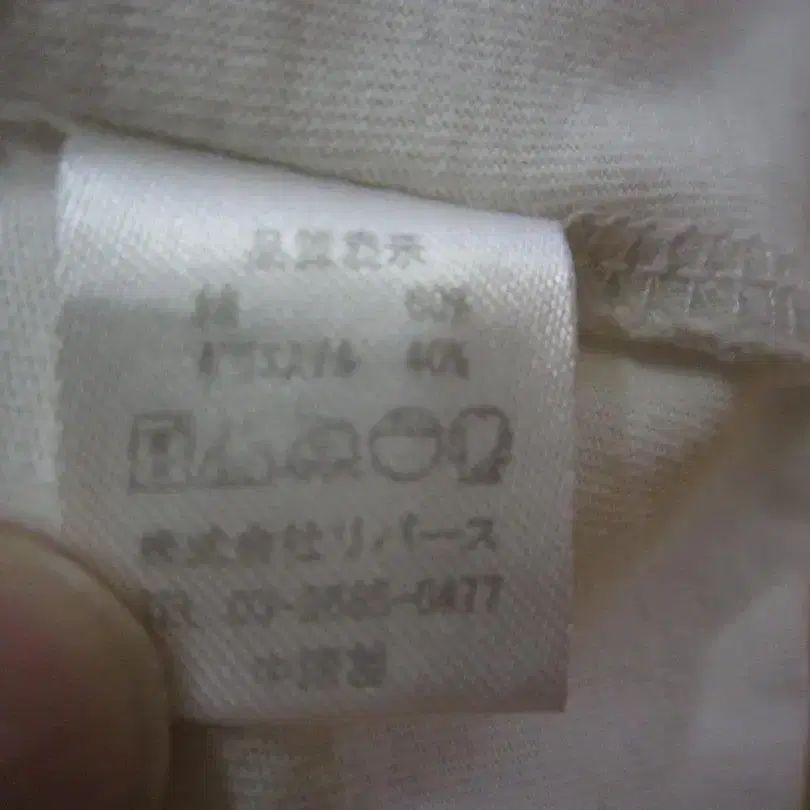 品質表示
綿 60%
ポリエステル 40%
株式会社リバース
中国製